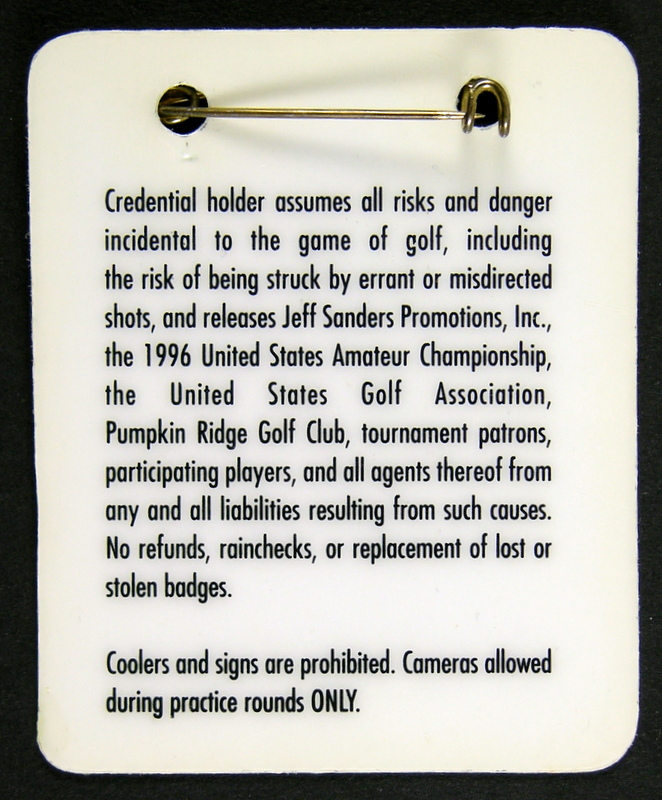 Credential holder assumes all risks and danger
incidental to the game of golf, including
the risk of being struck by errant or misdirected
shots, and releases Jeff Sanders Promotions, Inc.,
the 1996 United States Amateur Championship,
the United States Golf Association,
Pumpkin Ridge Golf Club, tournament patrons,
participating players, and all agents thereof from
any and all liabilities resulting from such causes.
No refunds, rainchecks, or replacement of lost or
stolen badges.
Coolers and signs are prohibited. Cameras allowed
during practice rounds ONLY.